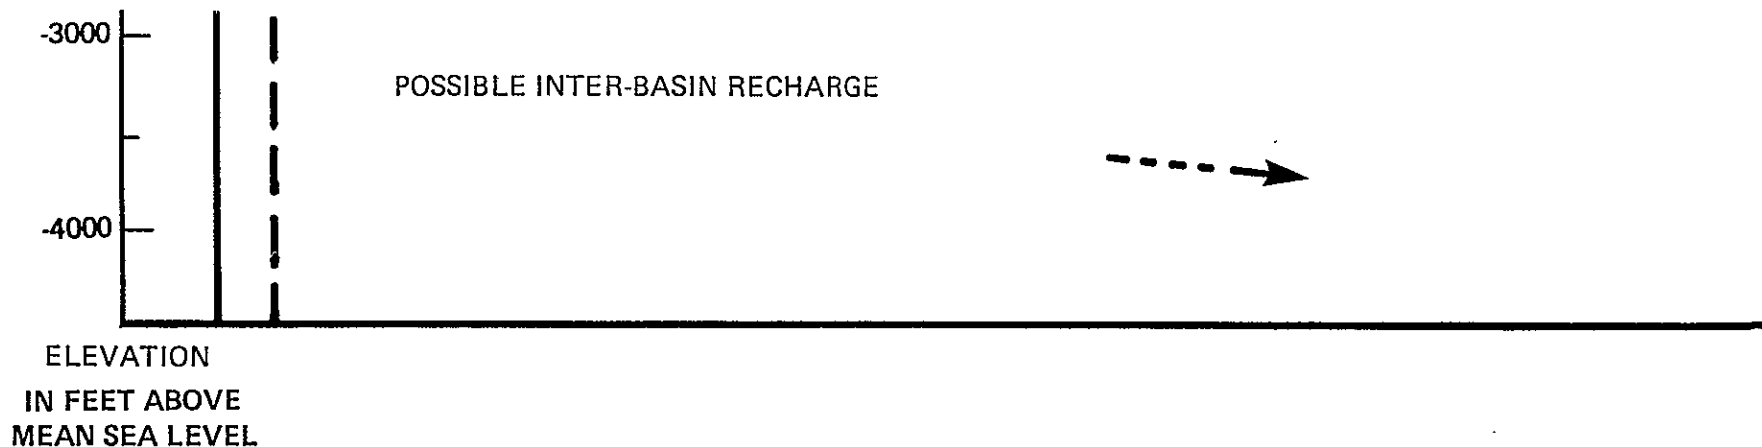 -3000
POSSIBLE INTER-BASIN RECHARGE
-4000
ELEVATION
IN FEET ABOVE
MEAN SEA LEVEL